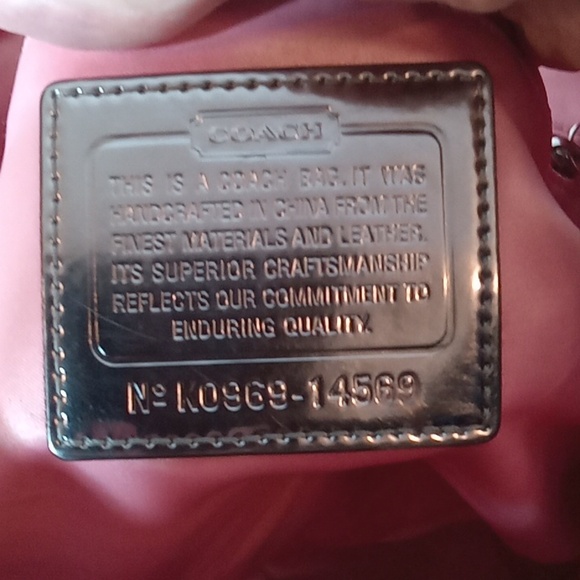 COACH
THIS IS A COACH BAG. IT WAS
HANDCRAFTED IN CHINA FROM THE
FINEST MATERIALS AND LEATHER.
ITS SUPERIOR CRAFTSMANSHIP
REFLECTS OUR COMMITMENT TO
ENDURING QUALITY.
Nº K0969-14569